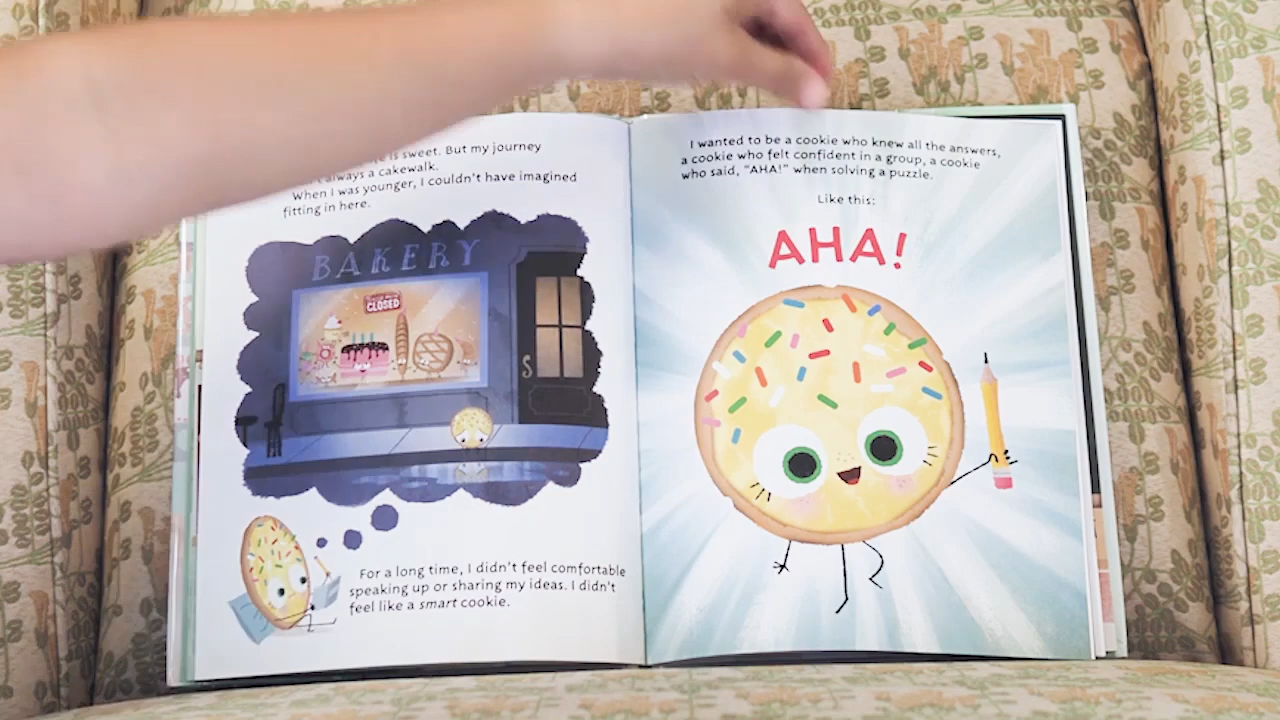 is sweet. But my journey
always a cakewalk.
When I was younger, I couldn't have imagined
fitting in here.
BAKERY
CLOSED
S
For a long time, I didn't feel comfortable
speaking up or sharing my ideas. I didn't
feel like a smart cookie.
I wanted to be a cookie who knew all the answers,
a cookie who felt confident in a group, a cookie
who said, “AHA!” when solving a puzzle.
Like this:
AHA!